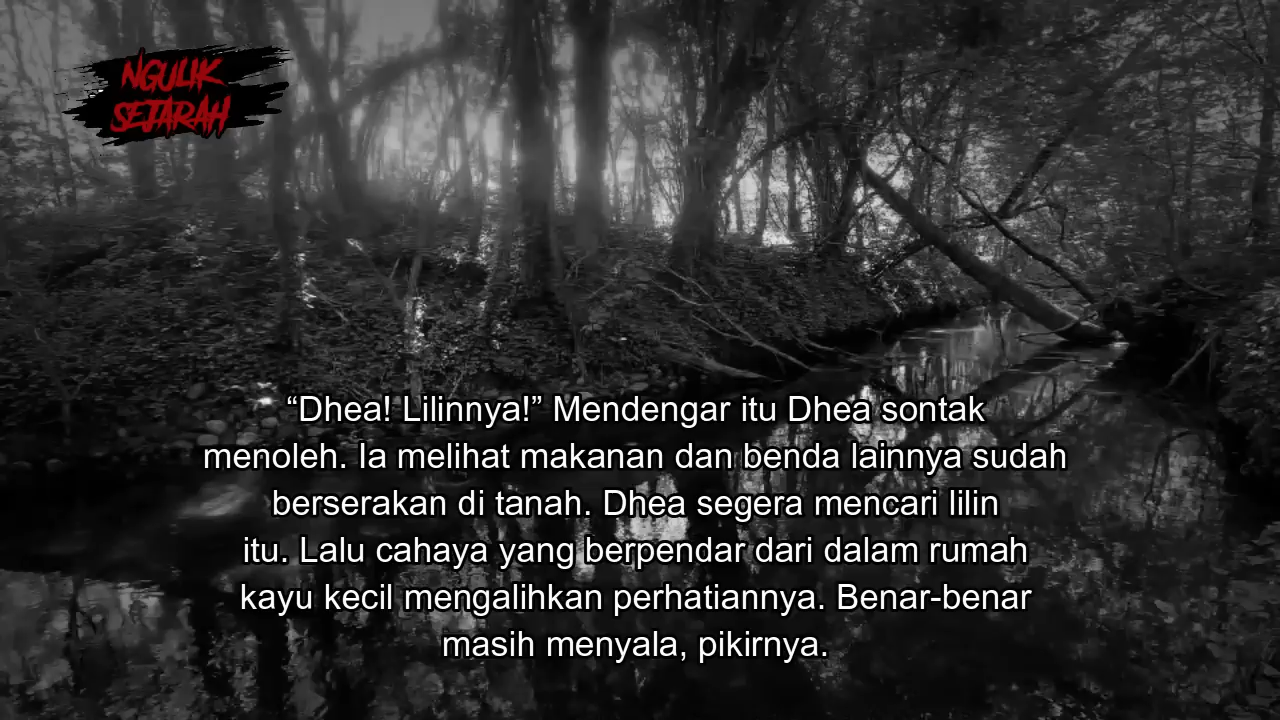 NGULIK
SEJARAH
“Dhea! Lilinnya!” Mendengar itu Dhea sontak
menoleh. Ia melihat makanan dan benda lainnya sudah
berserakan di tanah. Dhea segera mencari lilin
itu. Lalu cahaya yang berpendar dari dalam rumah
kayu kecil mengalihkan perhatiannya. Benar-benar
masih menyala, pikirnya.